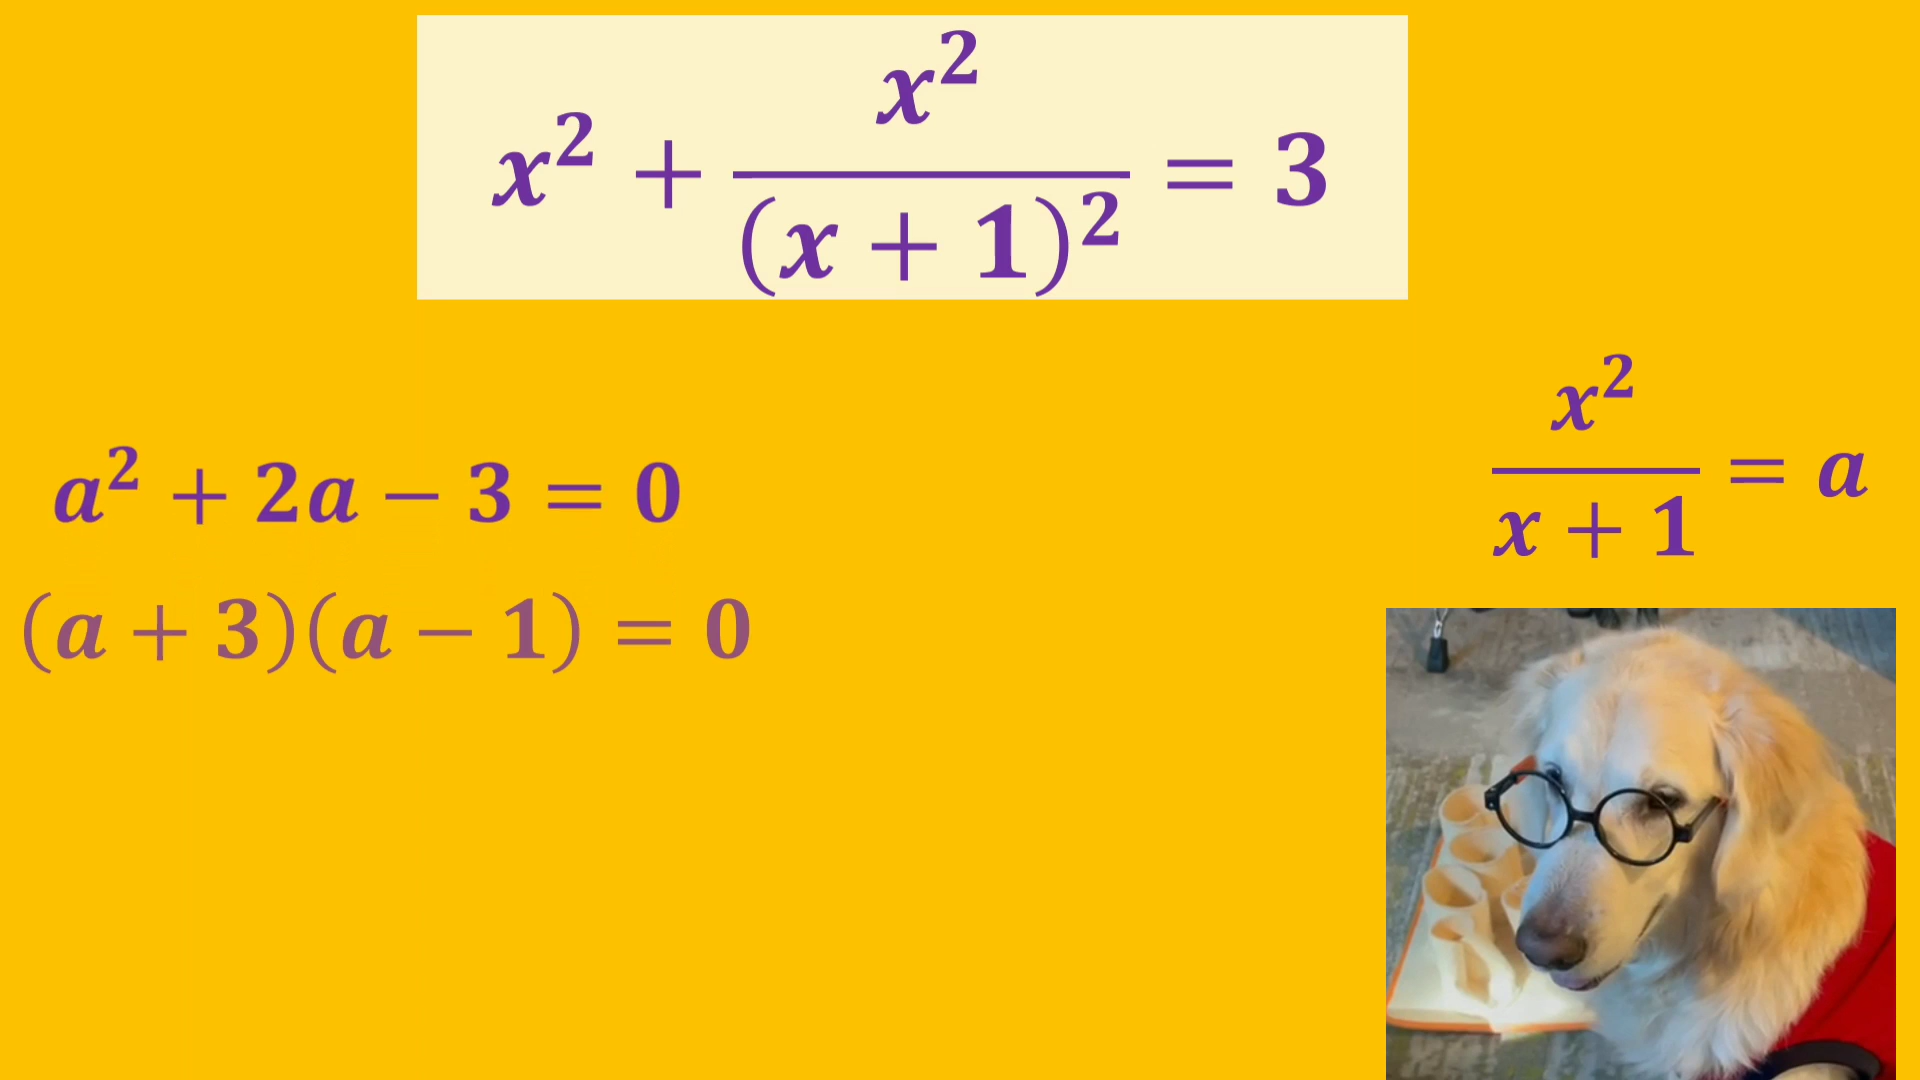 x² + x²/(x + 1)² = 3
x²/(x + 1) = a
a² + 2a − 3 = 0
(a + 3)(a − 1) = 0